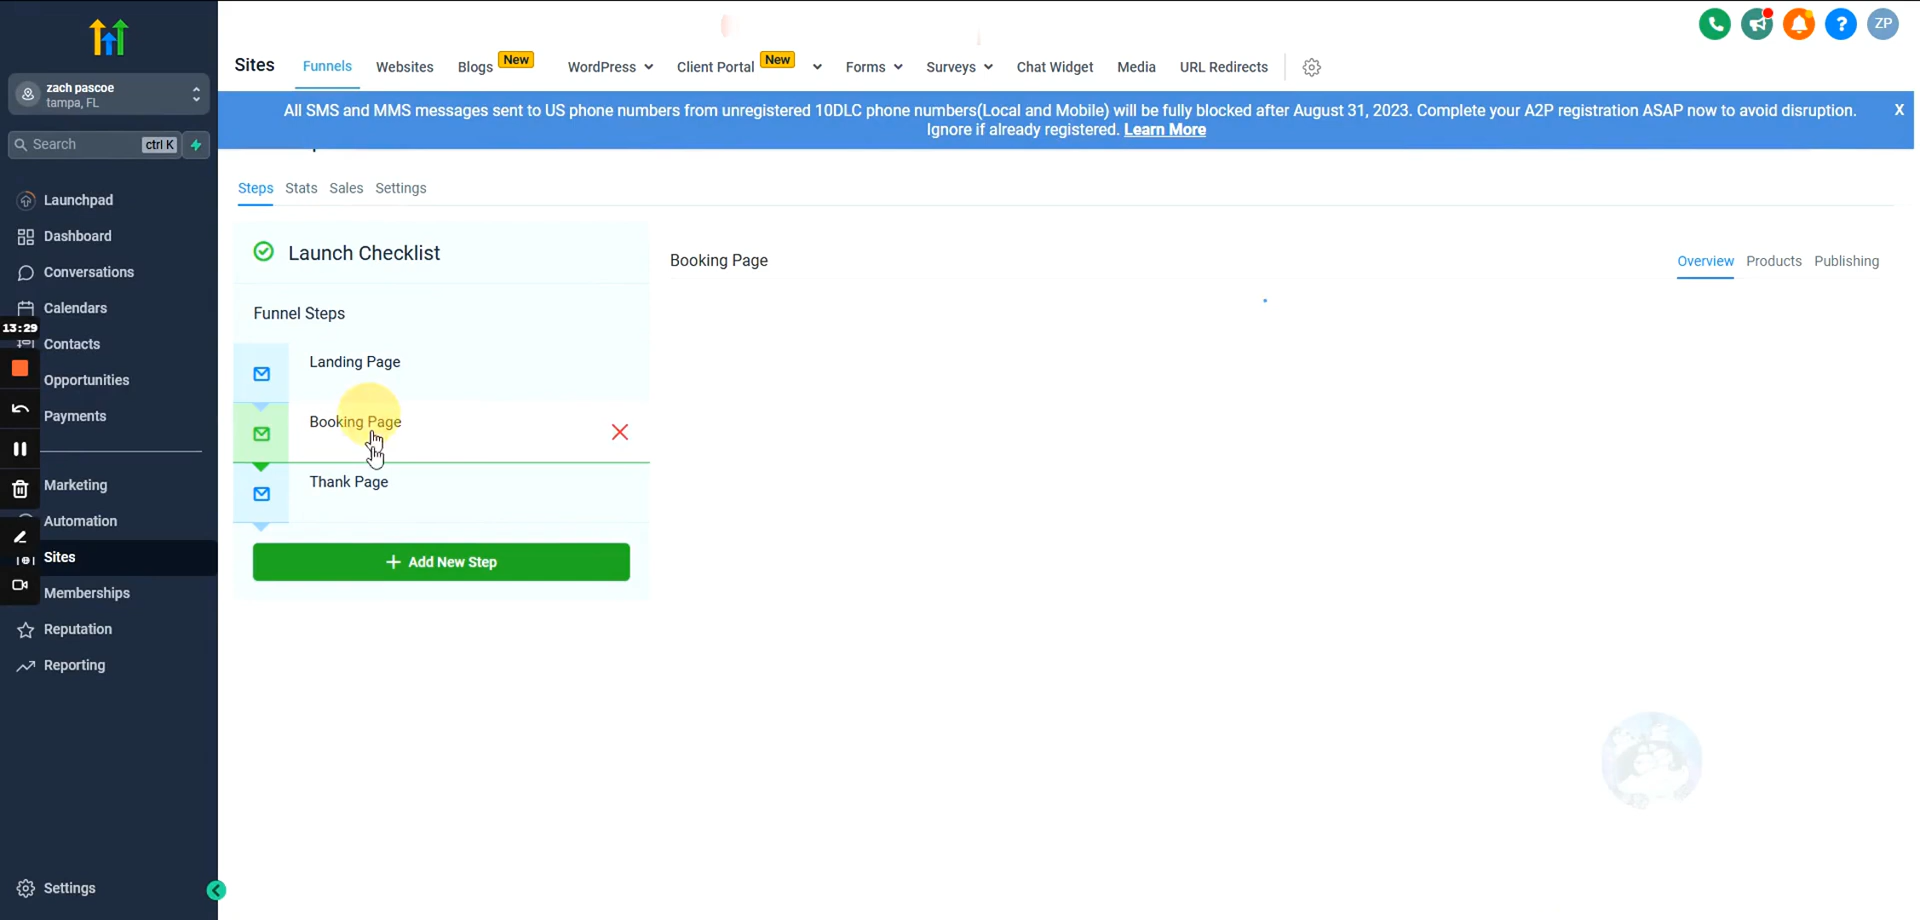 Sites
Funnels
Websites
Blogs New
WordPress
Client Portal New
Forms
Surveys
Chat Widget
Media
URL Redirects
ZP
zach pascoe
tampa, FL
Search
ctrl K
All SMS and MMS messages sent to US phone numbers from unregistered 10DLC phone numbers(Local and Mobile) will be fully blocked after August 31, 2023. Complete your A2P registration ASAP now to avoid disruption.
Ignore if already registered. Learn More
X
Launchpad
Dashboard
Conversations
Calendars
13:29
Contacts
Opportunities
Payments
Marketing
Automation
Sites
Memberships
Reputation
Reporting
Settings
Steps
Stats
Sales
Settings
Launch Checklist
Funnel Steps
Landing Page
Booking Page
Thank Page
+ Add New Step
Booking Page
Overview
Products
Publishing